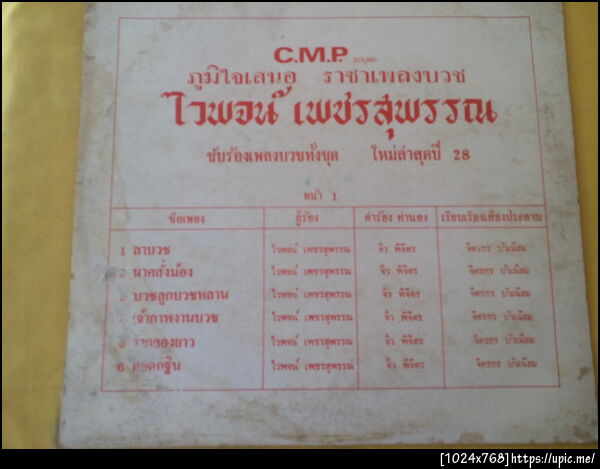 C.M.P. SOUND
ภูมิใจเสนอ ราชาเพลงบวช
ไวพจน์ เพชรสุพรรณ
ขับร้องเพลงบวชทั้งชุด ใหม่ล่าสุดปี 28
หน้า 1
ชื่อเพลง ผู้ร้อง คำร้อง ทำนอง เรียบเรียงเสียงประสาน
1 ลาบวช ไวพจน์ เพชรสุพรรณ จิ๋ว พิจิตร จิตรกร บัวเนียม
2 นาคสั่งน้อง ไวพจน์ เพชรสุพรรณ จิ๋ว พิจิตร จิตรกร บัวเนียม
3 บวชลูกบวชหลาน ไวพจน์ เพชรสุพรรณ จิ๋ว พิจิตร จิตรกร บัวเนียม
เจ้าภาพงานบวช ไวพจน์ เพชรสุพรรณ จิ๋ว พิจิตร จิตรกร บัวเนียม
5 รำกลองยาว ไวพจน์ เพชรสุพรรณ จิ๋ว พิจิตร จิตรกร บัวเนียม
6 ทอดกฐิน ไวพจน์ เพชรสุพรรณ จิ๋ว พิจิตร จิตรกร บัวเนียม
[1024x768]https://upic.me/